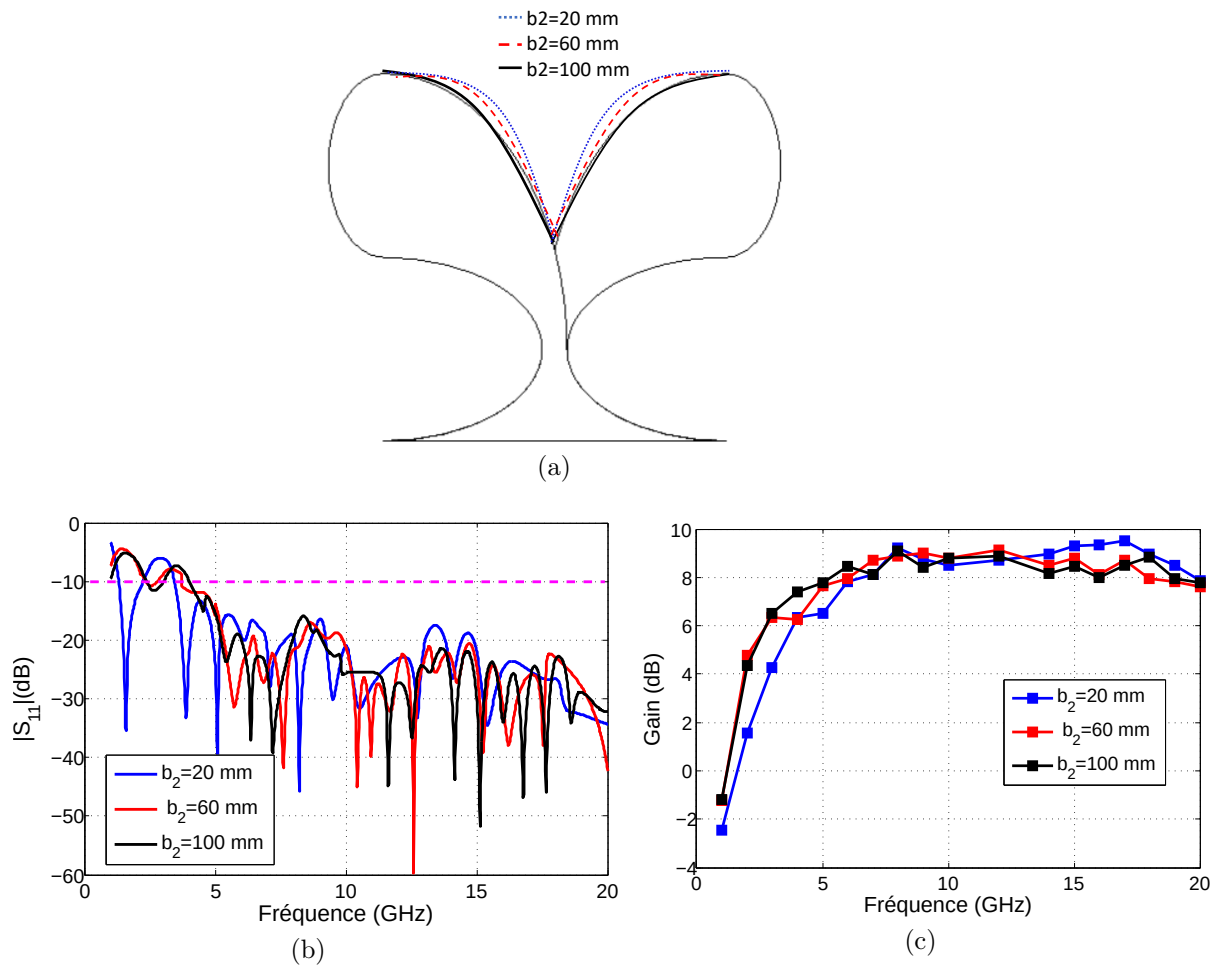 b2=20 mm
b2=60 mm
b2=100 mm
(a)
0
−10
−20
−30
−40
−50
−60
|S11|(dB)
b2=20 mm
b2=60 mm
b2=100 mm
0 5 10 15 20
Fréquence (GHz)
(b)
10
8
6
4
2
0
−2
−4
Gain (dB)
b2=20 mm
b2=60 mm
b2=100 mm
0 5 10 15 20
Fréquence (GHz)
(c)